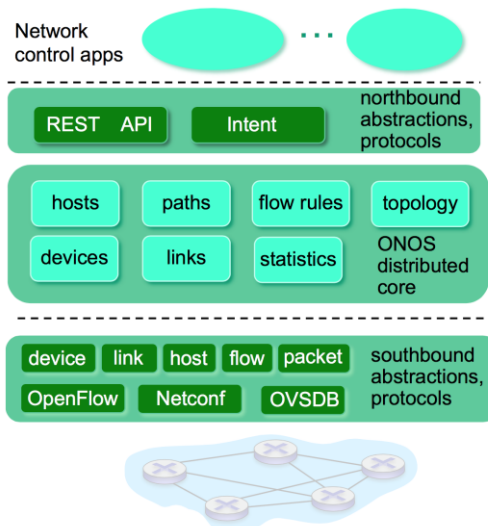 Network
control apps
...
REST API
Intent
northbound
abstractions,
protocols
hosts
paths
flow rules
topology
devices
links
statistics
ONOS
distributed
core
device
link
host
flow
packet
OpenFlow
Netconf
OVSDB
southbound
abstractions,
protocols